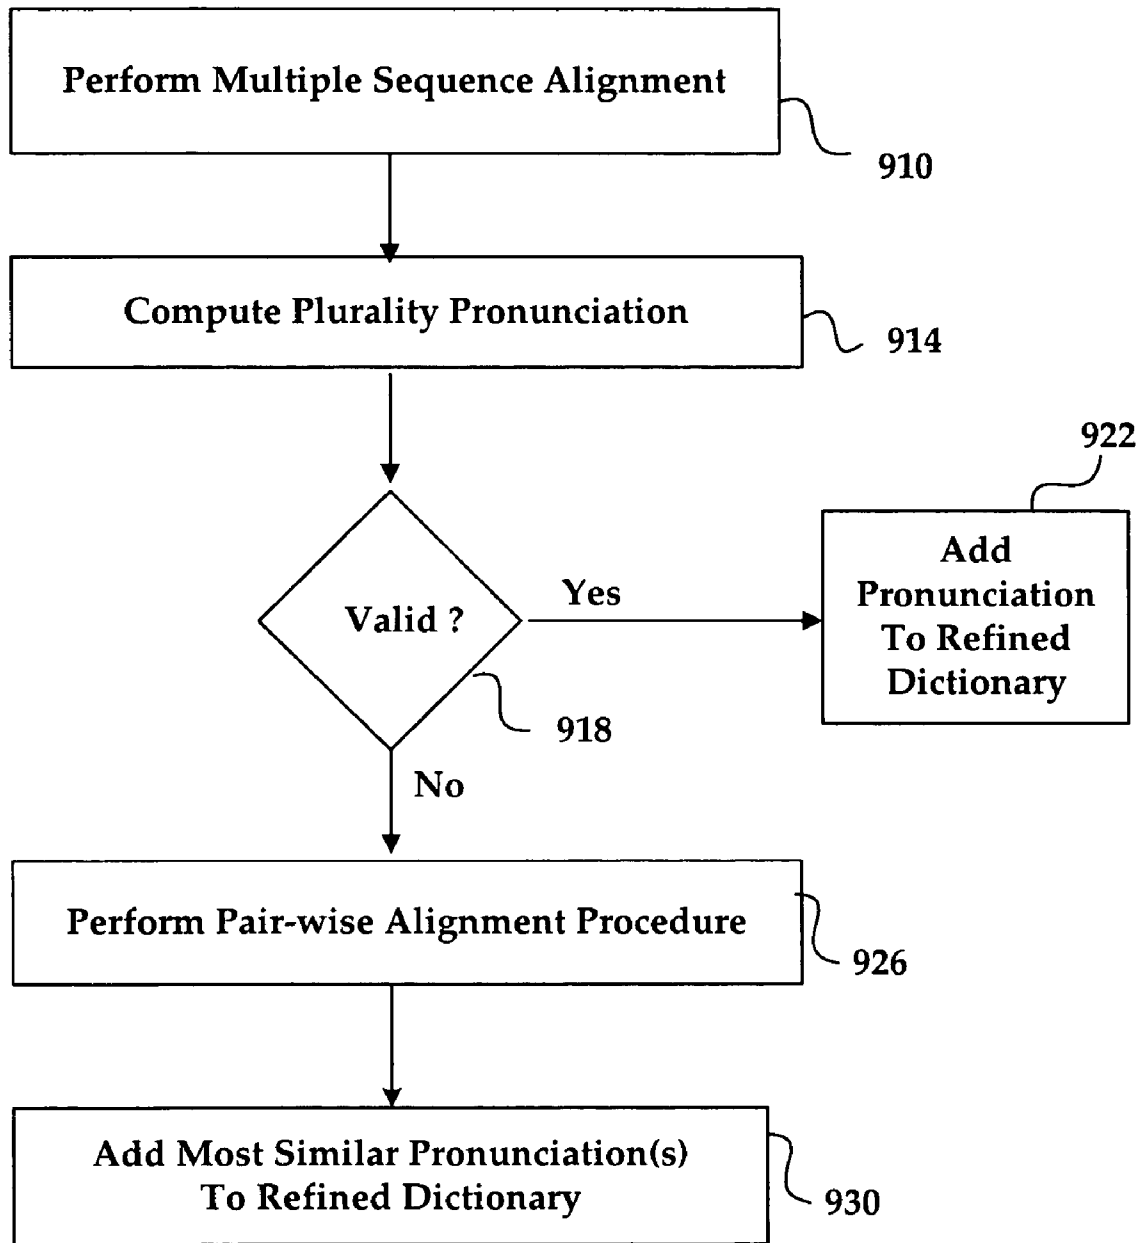 Perform Multiple Sequence Alignment
910
Compute Plurality Pronunciation
914
922
Add
Pronunciation
To Refined
Dictionary
Yes
Valid ?
918
No
Perform Pair-wise Alignment Procedure
926
Add Most Similar Pronunciation(s)
To Refined Dictionary
930